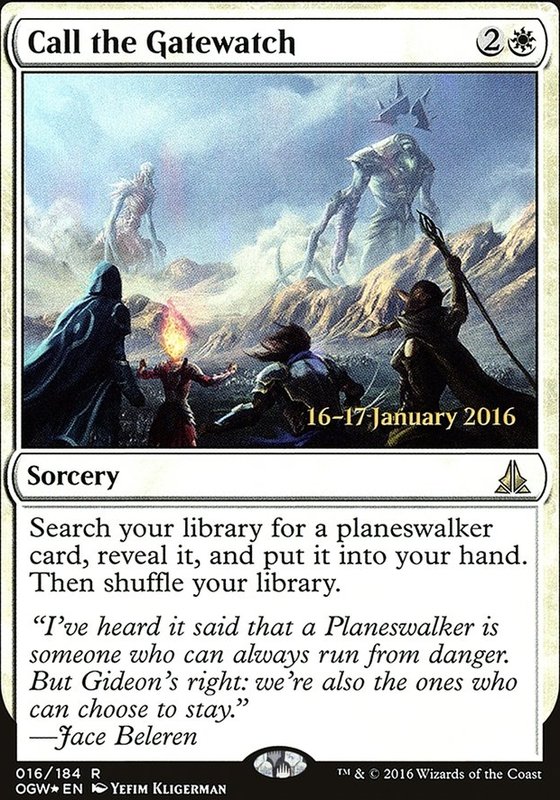 Call the Gatewatch 2
16–17 January 2016
Sorcery
Search your library for a planeswalker
card, reveal it, and put it into your hand.
Then shuffle your library.
“I’ve heard it said that a Planeswalker is
someone who can always run from danger.
But Gideon’s right: we’re also the ones who
can choose to stay.”
—Jace Beleren
016/184 R
OGW★EN Yefim Kligerman
™ & © 2016 Wizards of the Coast